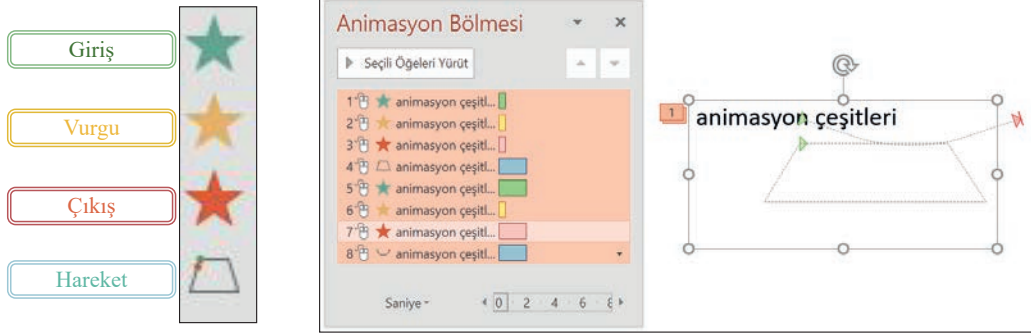 Giriş
Vurgu
Çıkış
Hareket
Animasyon Bölmesi
Seçili Öğeleri Yürüt
1 animasyon çeşitl...
2 animasyon çeşitl...
3 animasyon çeşitl...
4 animasyon çeşitl...
5 animasyon çeşitl...
6 animasyon çeşitl...
7 animasyon çeşitl...
8 animasyon çeşitl...
Saniye 0 2 4 6 8
1 animasyon çeşitleri